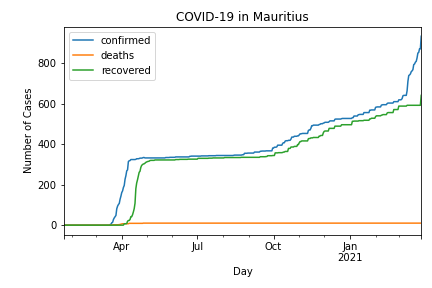 COVID-19 in Mauritius
confirmed
deaths
recovered
Number of Cases
800
600
400
200
0
Apr
Jul
Oct
Jan
2021
Day